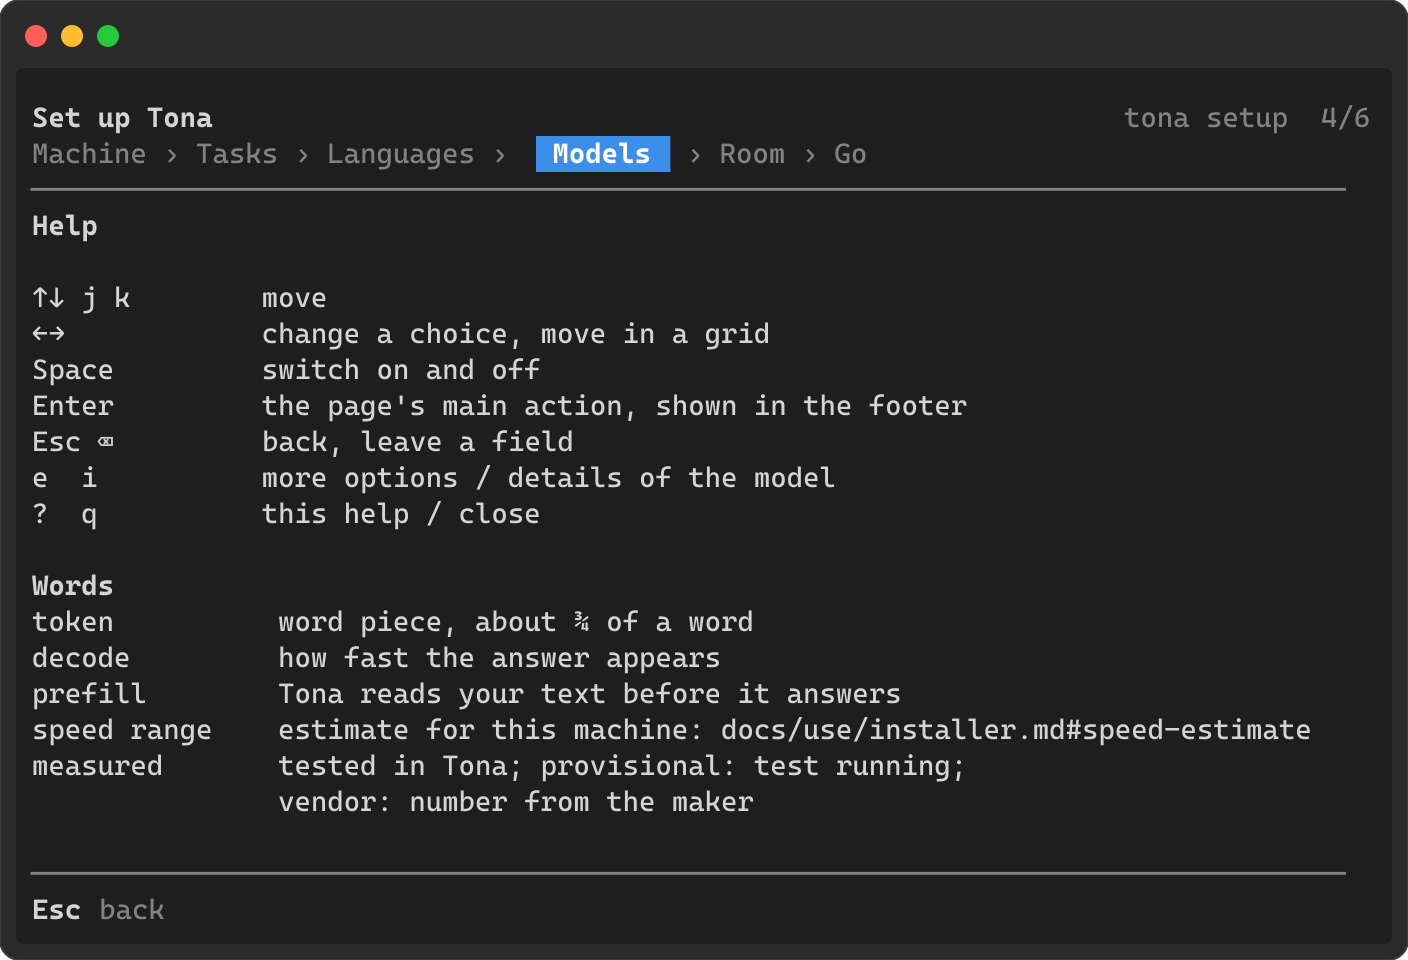 Set up Tona tona setup 4/6
Machine › Tasks › Languages › Models › Room › Go
Help
↑↓ j k move
←→ change a choice, move in a grid
Space switch on and off
Enter the page's main action, shown in the footer
Esc ⌫ back, leave a field
e i more options / details of the model
? q this help / close
Words
token word piece, about ¾ of a word
decode how fast the answer appears
prefill Tona reads your text before it answers
speed range estimate for this machine: docs/use/installer.md#speed-estimate
measured tested in Tona; provisional: test running;
vendor: number from the maker
Esc back